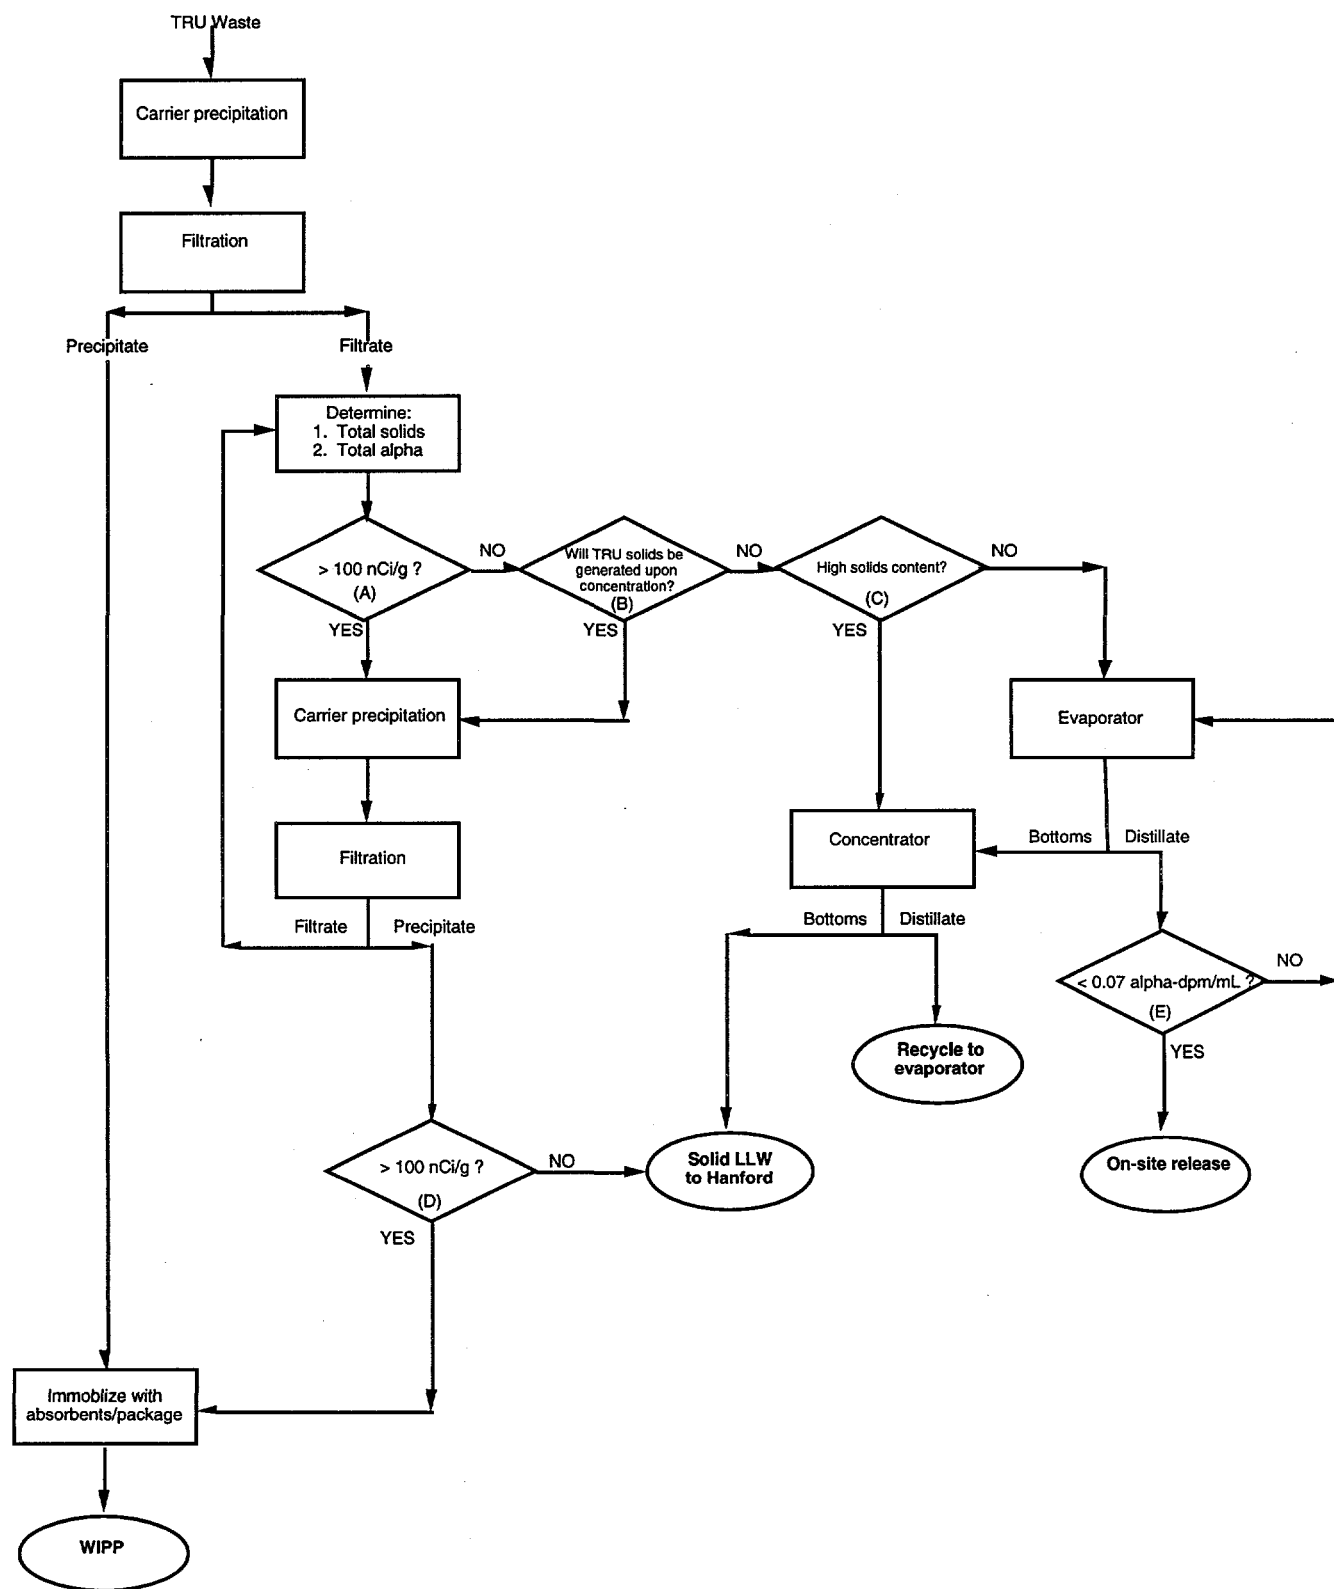 TRU Waste
Carrier precipitation
Filtration
Precipitate
Filtrate
Determine:
1. Total solids
2. Total alpha
> 100 nCi/g ?
(A)
NO
YES
Will TRU solids be
generated upon
concentration?
(B)
NO
YES
High solids content?
(C)
NO
YES
Carrier precipitation
Evaporator
Filtration
Concentrator
Bottoms
Distillate
Filtrate
Precipitate
Bottoms
Distillate
< 0.07 alpha-dpm/mL ?
(E)
NO
YES
Recycle to
evaporator
> 100 nCi/g ?
(D)
NO
YES
Solid LLW
to Hanford
On-site release
Immoblize with
absorbents/package
WIPP